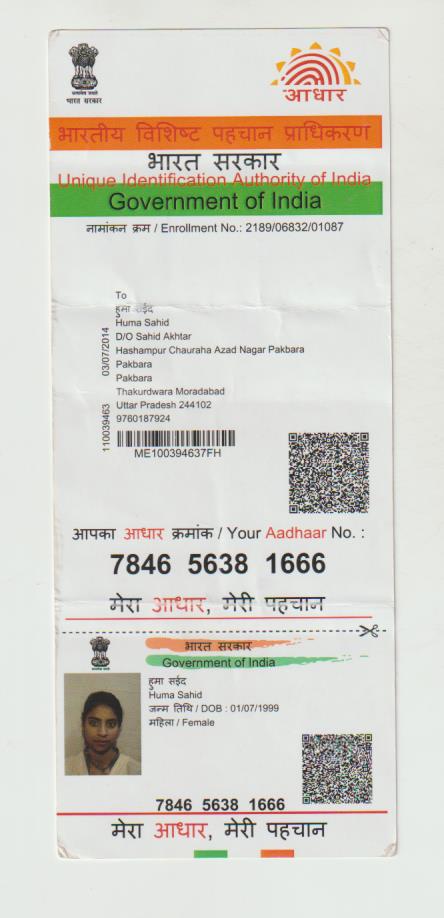 भारत सरकार
आधार
भारतीय विशिष्ट पहचान प्राधिकरण
भारत सरकार
Unique Identification Authority of India
Government of India
नामांकन क्रम / Enrollment No.: 2189/06832/01087
To
हुमा सईद
Huma Sahid
D/O Sahid Akhtar
Hashampur Chauraha Azad Nagar Pakbara
Pakbara
Pakbara
Thakurdwara Moradabad
Uttar Pradesh 244102
9760187924
03/07/2014
110039463
ME100394637FH
आपका आधार क्रमांक / Your Aadhaar No. :
7846 5638 1666
मेरा आधार, मेरी पहचान
भारत सरकार
Government of India
हुमा सईद
Huma Sahid
जन्म तिथि / DOB : 01/07/1999
महिला / Female
7846 5638 1666
मेरा आधार, मेरी पहचान